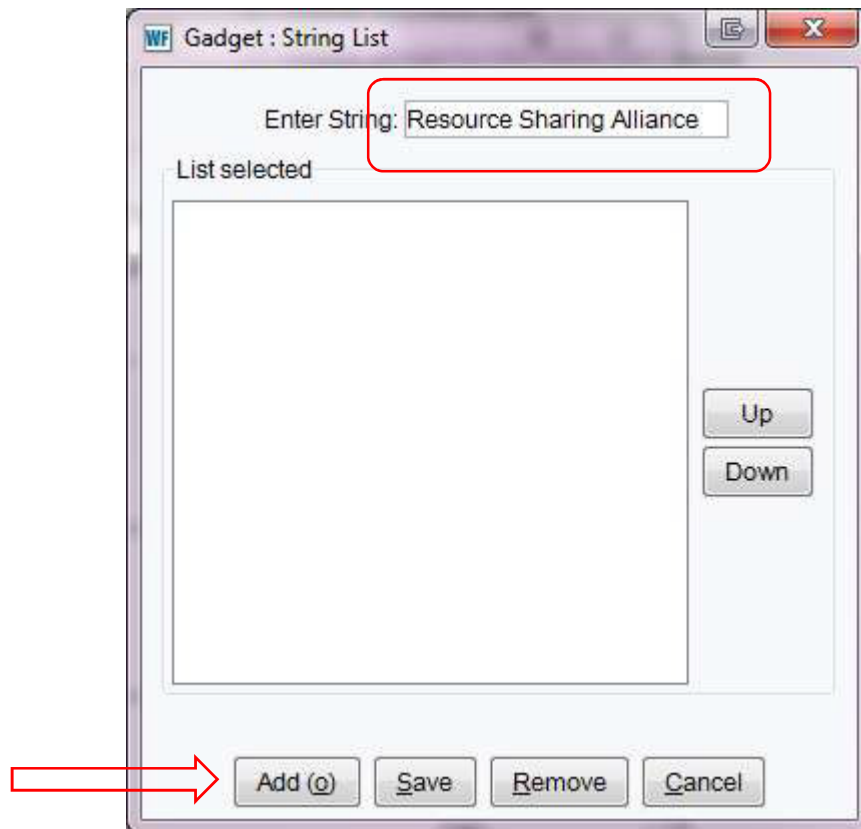 WF Gadget : String List
Enter String: Resource Sharing Alliance
List selected
Up
Down
Add (o) Save Remove Cancel